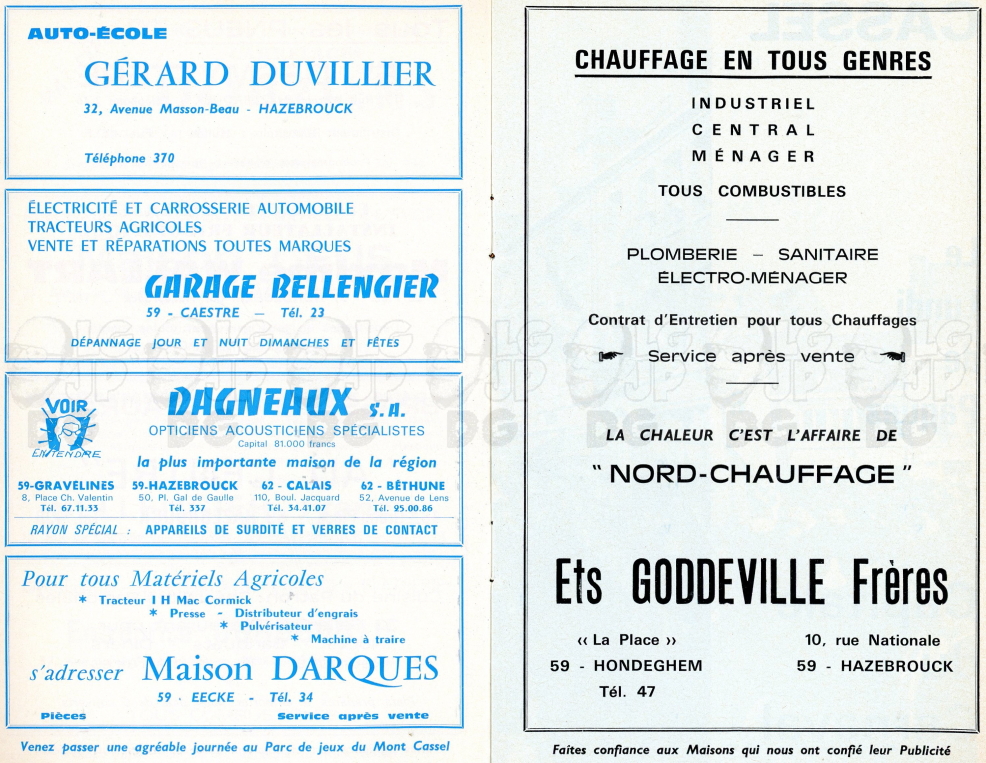 AUTO-ÉCOLE
GÉRARD DUVILLIER
32, Avenue Masson-Beau - HAZEBROUCK
Téléphone 370
ÉLECTRICITÉ ET CARROSSERIE AUTOMOBILE
TRACTEURS AGRICOLES
VENTE ET RÉPARATIONS TOUTES MARQUES
GARAGE BELLENGIER
59 - CAESTRE — Tél. 23
DÉPANNAGE JOUR ET NUIT DIMANCHES ET FÊTES
VOIR
ENTENDRE
DAGNEAUX S.A.
OPTICIENS ACOUSTICIENS SPÉCIALISTES
Capital 81.000 francs
la plus importante maison de la région
59-GRAVELINES 59-HAZEBROUCK 62 - CALAIS 62 - BÉTHUNE
8, Place Ch. Valentin 50, Pl. Gal de Gaulle 110, Boul. Jacquard 52, Avenue de Lens
Tél. 67.11.33 Tél. 337 Tél. 34.41.07 Tél. 25.00.86
RAYON SPÉCIAL : APPAREILS DE SURDITÉ ET VERRES DE CONTACT
Pour tous Matériels Agricoles
* Tracteur I H Mac Cormick
* Presse - Distributeur d'engrais
* Pulvérisateur
* Machine à traire
s'adresser Maison DARQUES
59 - EECKE - Tél. 34
Pièces Service après vente
Venez passer une agréable journée au Parc de jeux du Mont Cassel
CHAUFFAGE EN TOUS GENRES
INDUSTRIEL
CENTRAL
MÉNAGER
TOUS COMBUSTIBLES
PLOMBERIE – SANITAIRE
ÉLECTRO-MÉNAGER
Contrat d'Entretien pour tous Chauffages
Service après vente
LA CHALEUR C'EST L'AFFAIRE DE
" NORD-CHAUFFAGE "
Ets GODDEVILLE Frères
‹‹ La Place ›› 10, rue Nationale
59 - HONDEGHEM 59 - HAZEBROUCK
Tél. 47
Faites confiance aux Maisons qui nous ont confié leur Publicité